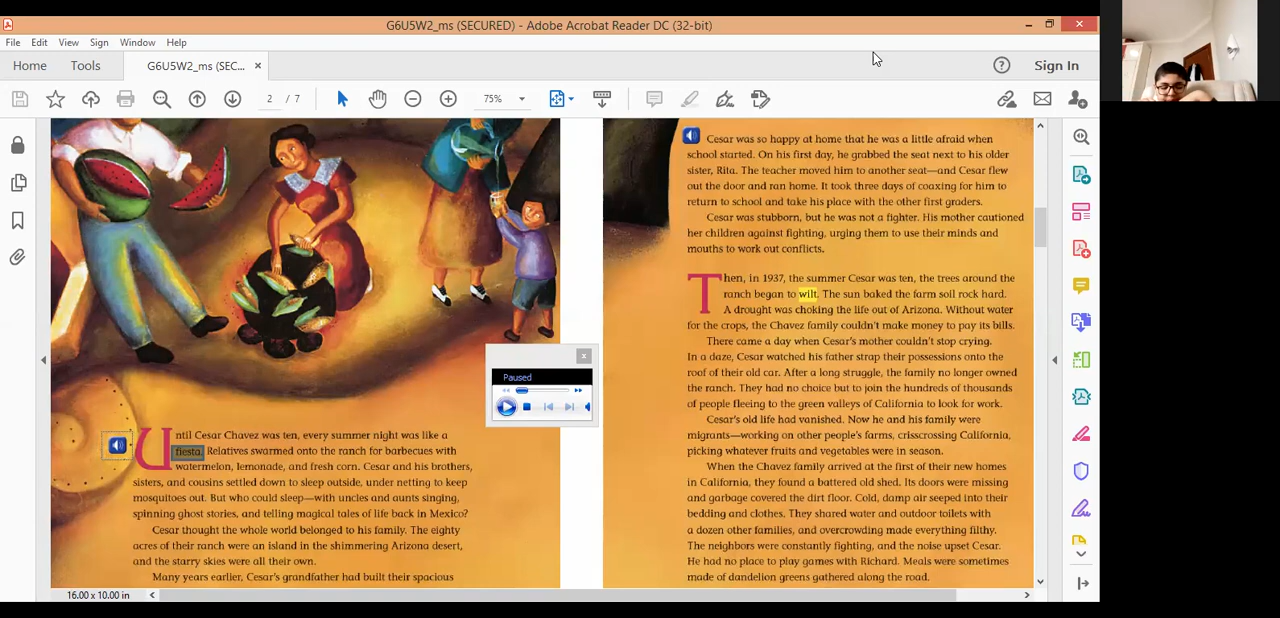 G6U5W2_ms (SECURED) - Adobe Acrobat Reader DC (32-bit)
File Edit View Sign Window Help
Home Tools G6U5W2_ms (SEC... × Sign In
2 / 7 75%
Until Cesar Chavez was ten, every summer night was like a
fiesta. Relatives swarmed onto the ranch for barbecues with
watermelon, lemonade, and fresh corn. Cesar and his brothers,
sisters, and cousins settled down to sleep outside, under netting to keep
mosquitoes out. But who could sleep—with uncles and aunts singing,
spinning ghost stories, and telling magical tales of life back in Mexico?
Cesar thought the whole world belonged to his family. The eighty
acres of their ranch were an island in the shimmering Arizona desert,
and the starry skies were all their own.
Many years earlier, Cesar's grandfather had built their spacious
Paused
Cesar was so happy at home that he was a little afraid when
school started. On his first day, he grabbed the seat next to his older
sister, Rita. The teacher moved him to another seat—and Cesar flew
out the door and ran home. It took three days of coaxing for him to
return to school and take his place with the other first graders.
Cesar was stubborn, but he was not a fighter. His mother cautioned
her children against fighting, urging them to use their minds and
mouths to work out conflicts.
Then, in 1937, the summer Cesar was ten, the trees around the
ranch began to wilt. The sun baked the farm soil rock hard.
A drought was choking the life out of Arizona. Without water
for the crops, the Chavez family couldn't make money to pay its bills.
There came a day when Cesar's mother couldn't stop crying.
In a daze, Cesar watched his father strap their possessions onto the
roof of their old car. After a long struggle, the family no longer owned
the ranch. They had no choice but to join the hundreds of thousands
of people fleeing to the green valleys of California to look for work.
Cesar's old life had vanished. Now he and his family were
migrants—working on other people's farms, crisscrossing California,
picking whatever fruits and vegetables were in season.
When the Chavez family arrived at the first of their new homes
in California, they found a battered old shed. Its doors were missing
and garbage covered the dirt floor. Cold, damp air seeped into their
bedding and clothes. They shared water and outdoor toilets with
a dozen other families, and overcrowding made everything filthy.
The neighbors were constantly fighting, and the noise upset Cesar.
He had no place to play games with Richard. Meals were sometimes
made of dandelion greens gathered along the road.
16.00 x 10.00 in